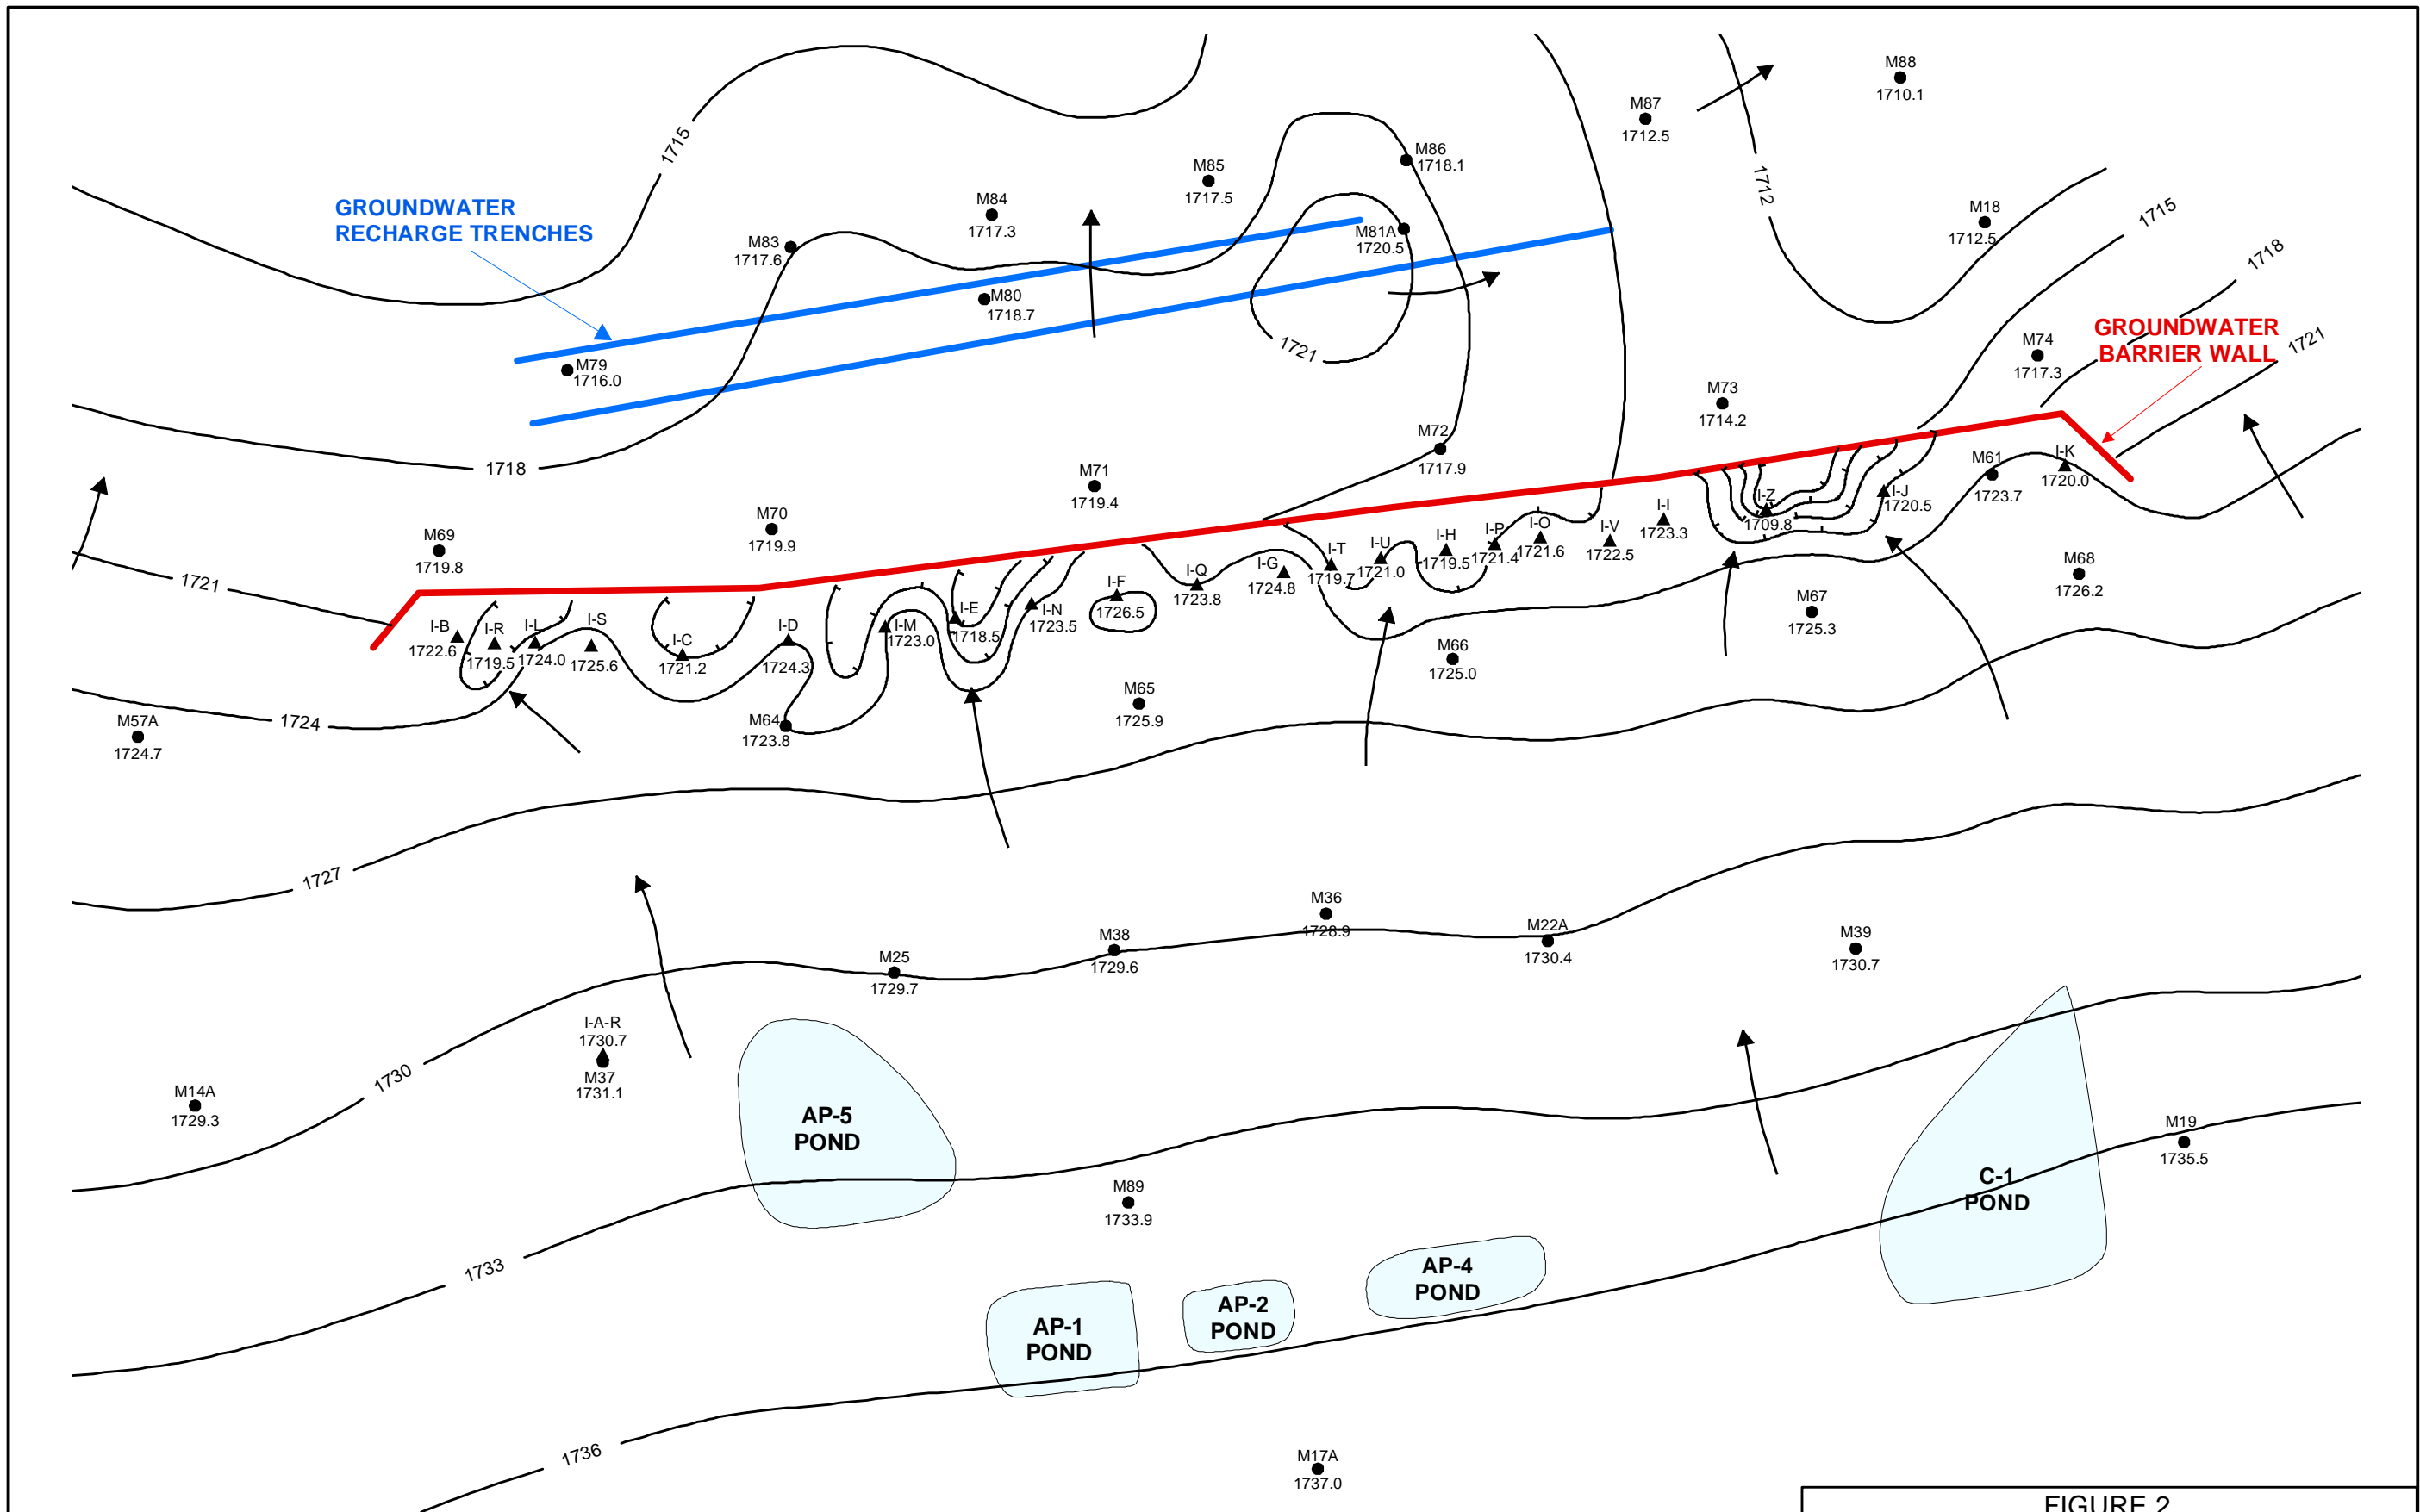 M88
1710.1
M87
1712.5
1715
M86
1718.1
M85
1717.5
1712
M84
1717.3
GROUNDWATER
RECHARGE TRENCHES
M18
1712.5
1715
M83
1717.6
M81A
1720.5
1718
M80
1718.7
GROUNDWATER
BARRIER WALL
1721
1721
M74
1717.3
M79
1716.0
M73
1714.2
M72
1717.9
1718
M71
1719.4
M61
1723.7
I-K
1720.0
I-J
1720.5
I-Z
1709.8
I-I
1723.3
I-V
1722.5
I-O
1721.6
I-P
1721.4
I-H
1719.5
I-U
1721.0
I-T
1719.7
I-G
1724.8
I-Q
1723.8
M70
1719.9
M69
1719.8
1721
I-F
1726.5
I-N
1723.5
I-E
1718.5
I-M
1723.0
I-D
1724.3
I-C
1721.2
I-S
1725.6
I-L
1724.0
I-R
1719.5
I-B
1722.6
M68
1726.2
M67
1725.3
M66
1725.0
M65
1725.9
M64
1723.8
1724
M57A
1724.7
1727
M36
1728.9
M22A
1730.4
M39
1730.7
M38
1729.6
M25
1729.7
I-A-R
1730.7
M37
1731.1
1730
M14A
1729.3
AP-5
POND
M19
1735.5
C-1
POND
M89
1733.9
1733
AP-4
POND
AP-2
POND
AP-1
POND
1736
M17A
1737.0
FIGURE 2